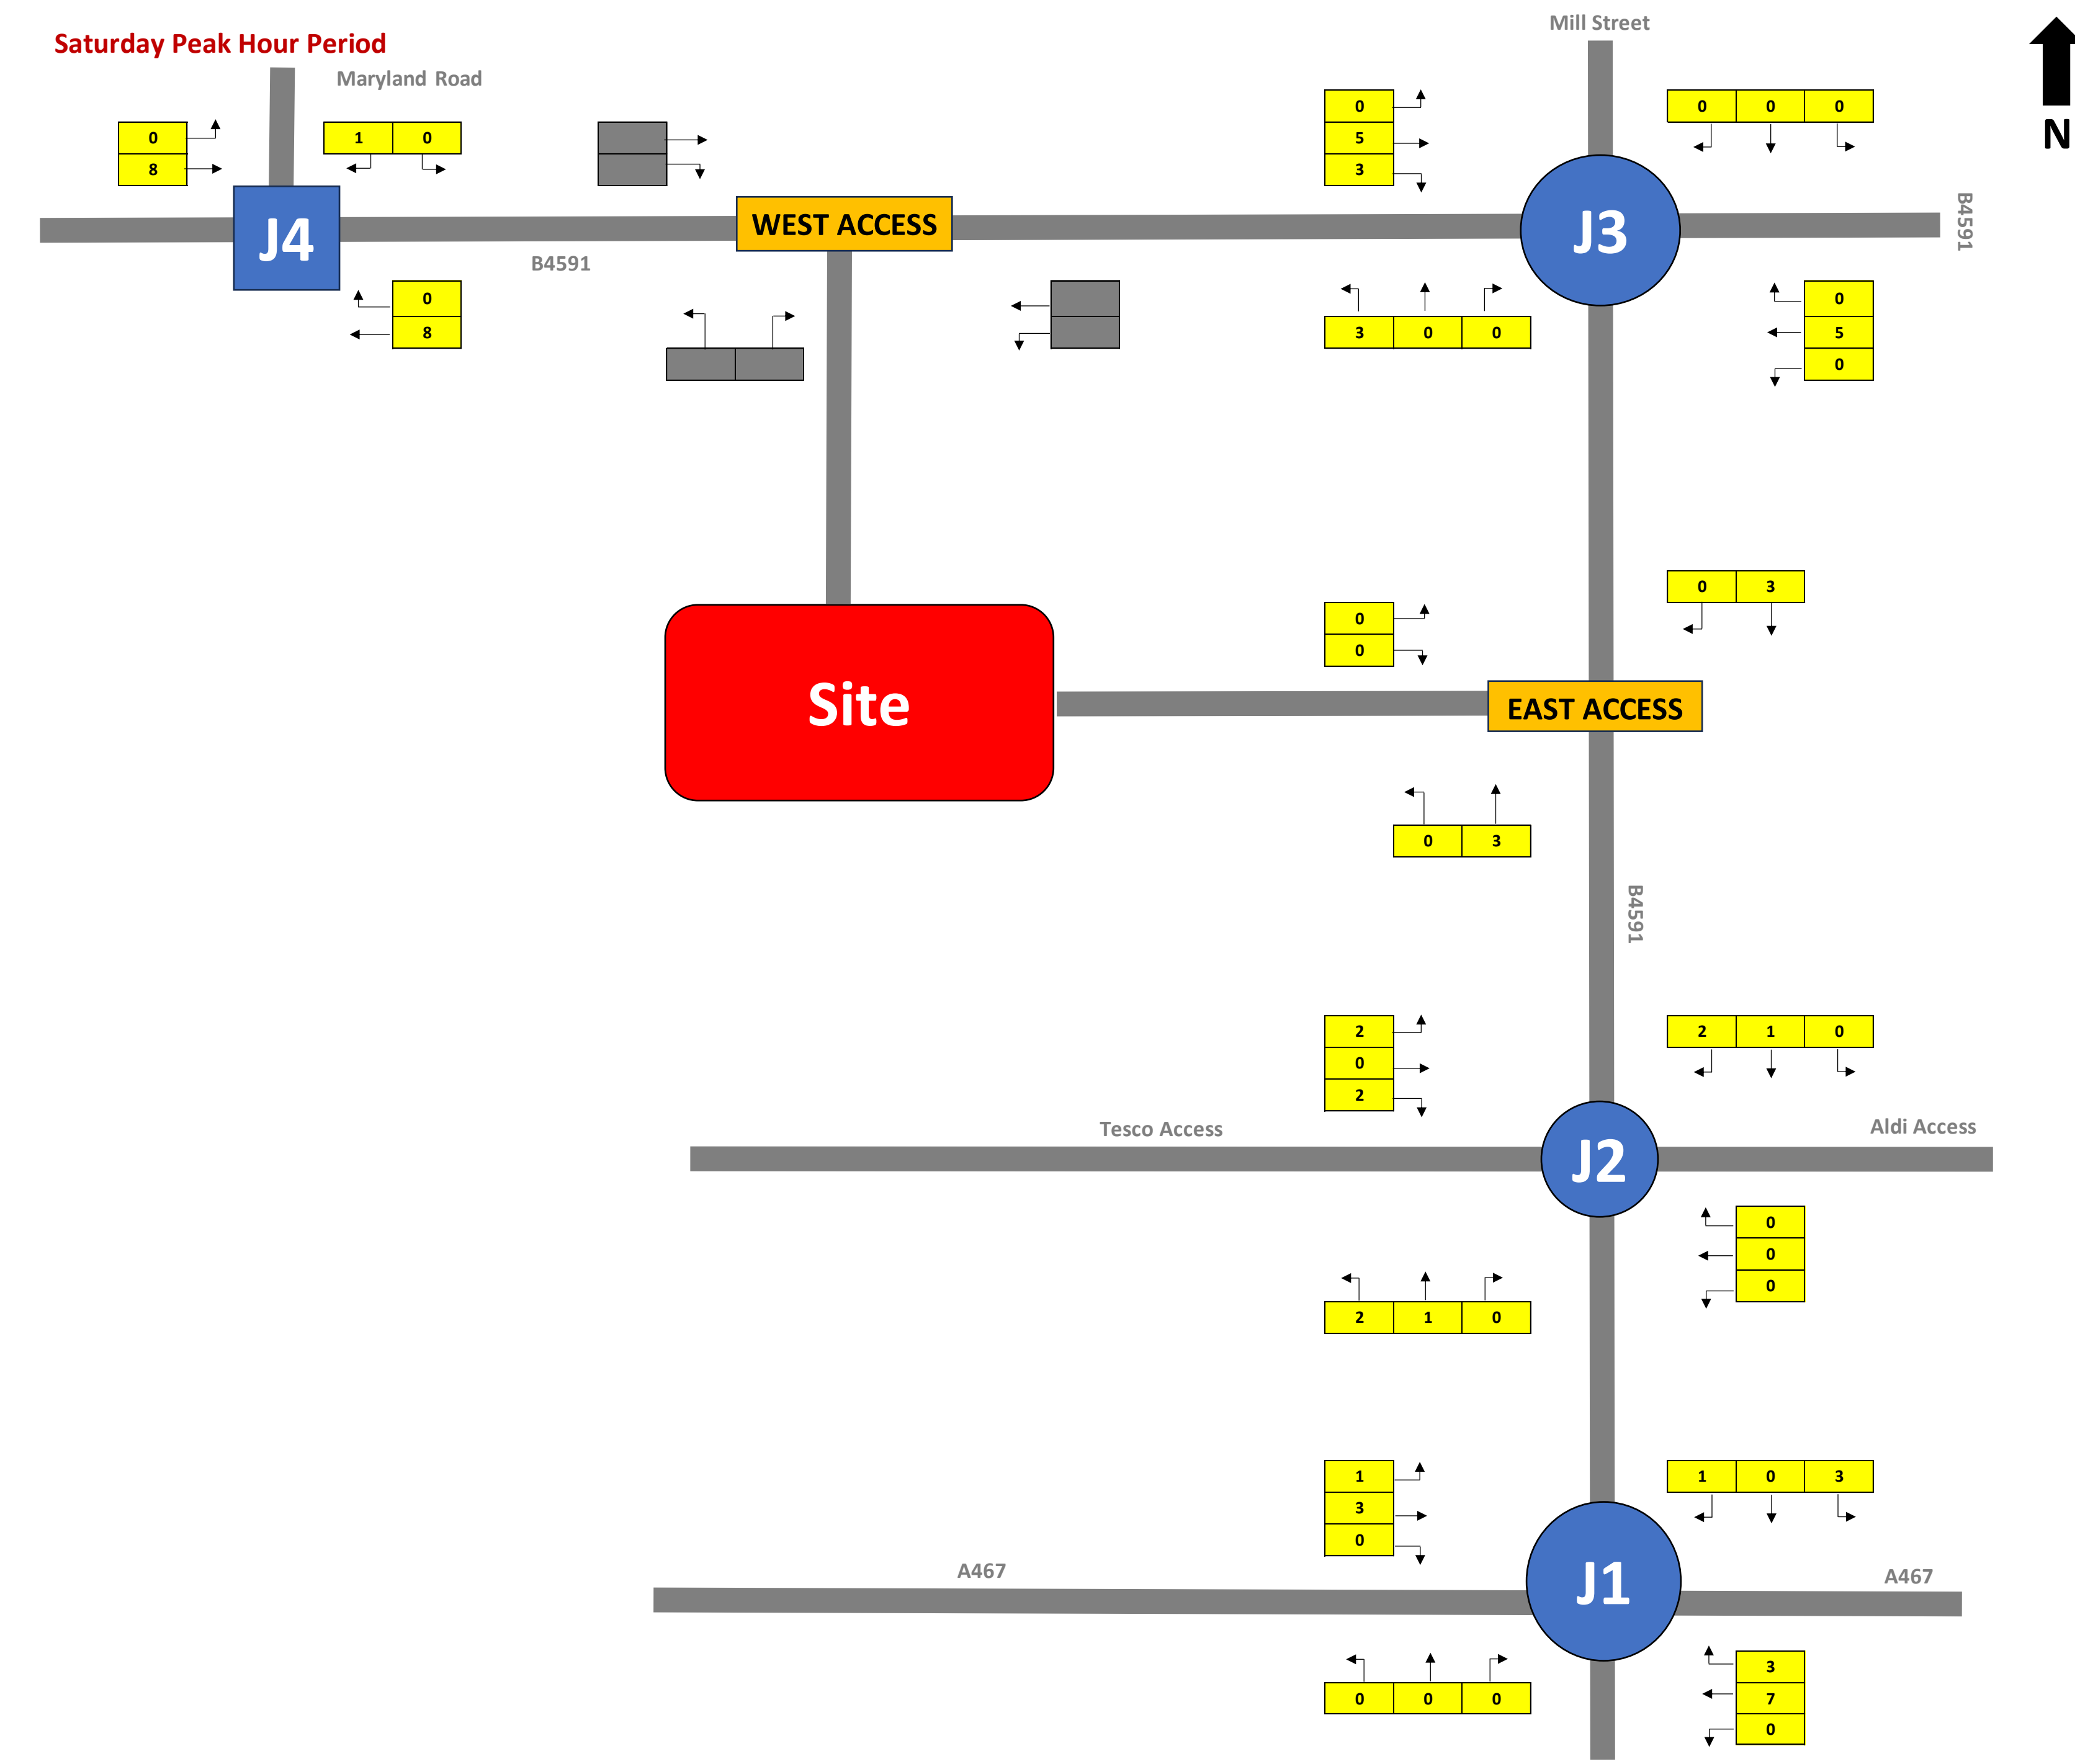 Mill Street
Saturday Peak Hour Period
Maryland Road
N
0
8
1 0
0
5
3
0 0 0
J4
WEST ACCESS
J3
B4591
B4591
0
8
3 0 0
0
5
0
0 3
0
0
Site
EAST ACCESS
0 3
B4591
2
0
2
2 1 0
Tesco Access
Aldi Access
J2
0
0
0
2 1 0
1
3
0
1 0 3
A467
A467
J1
3
7
0
0 0 0